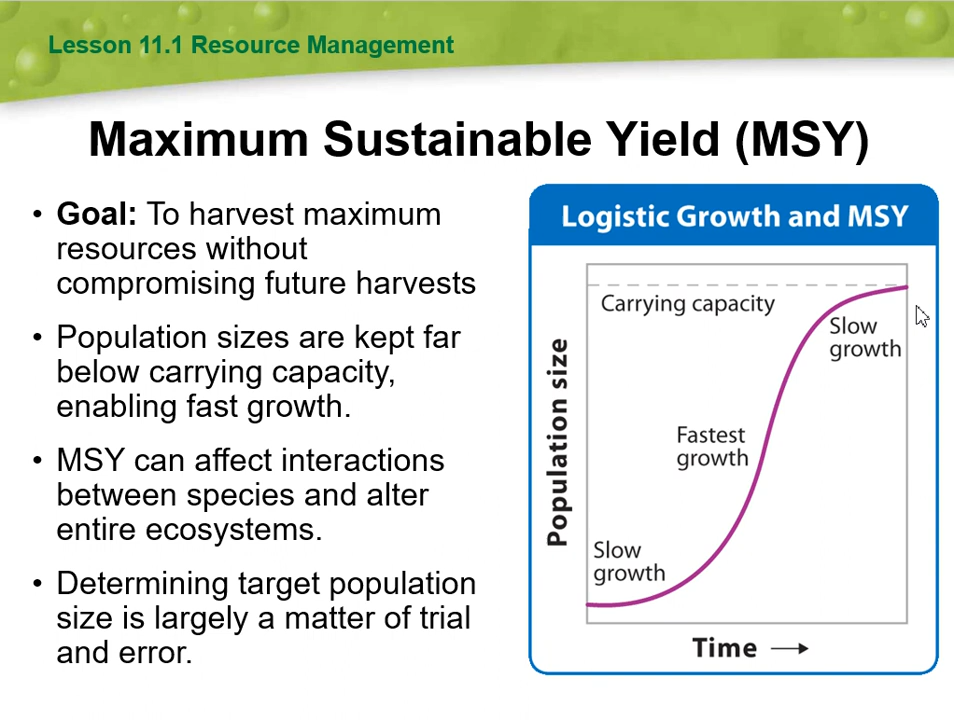 Lesson 11.1 Resource Management
Maximum Sustainable Yield (MSY)
• Goal: To harvest maximum
resources without
compromising future harvests
• Population sizes are kept far
below carrying capacity,
enabling fast growth.
• MSY can affect interactions
between species and alter
entire ecosystems.
• Determining target population
size is largely a matter of trial
and error.
Logistic Growth and MSY
Carrying capacity
Slow
growth
Fastest
growth
Slow
growth
Population size
Time